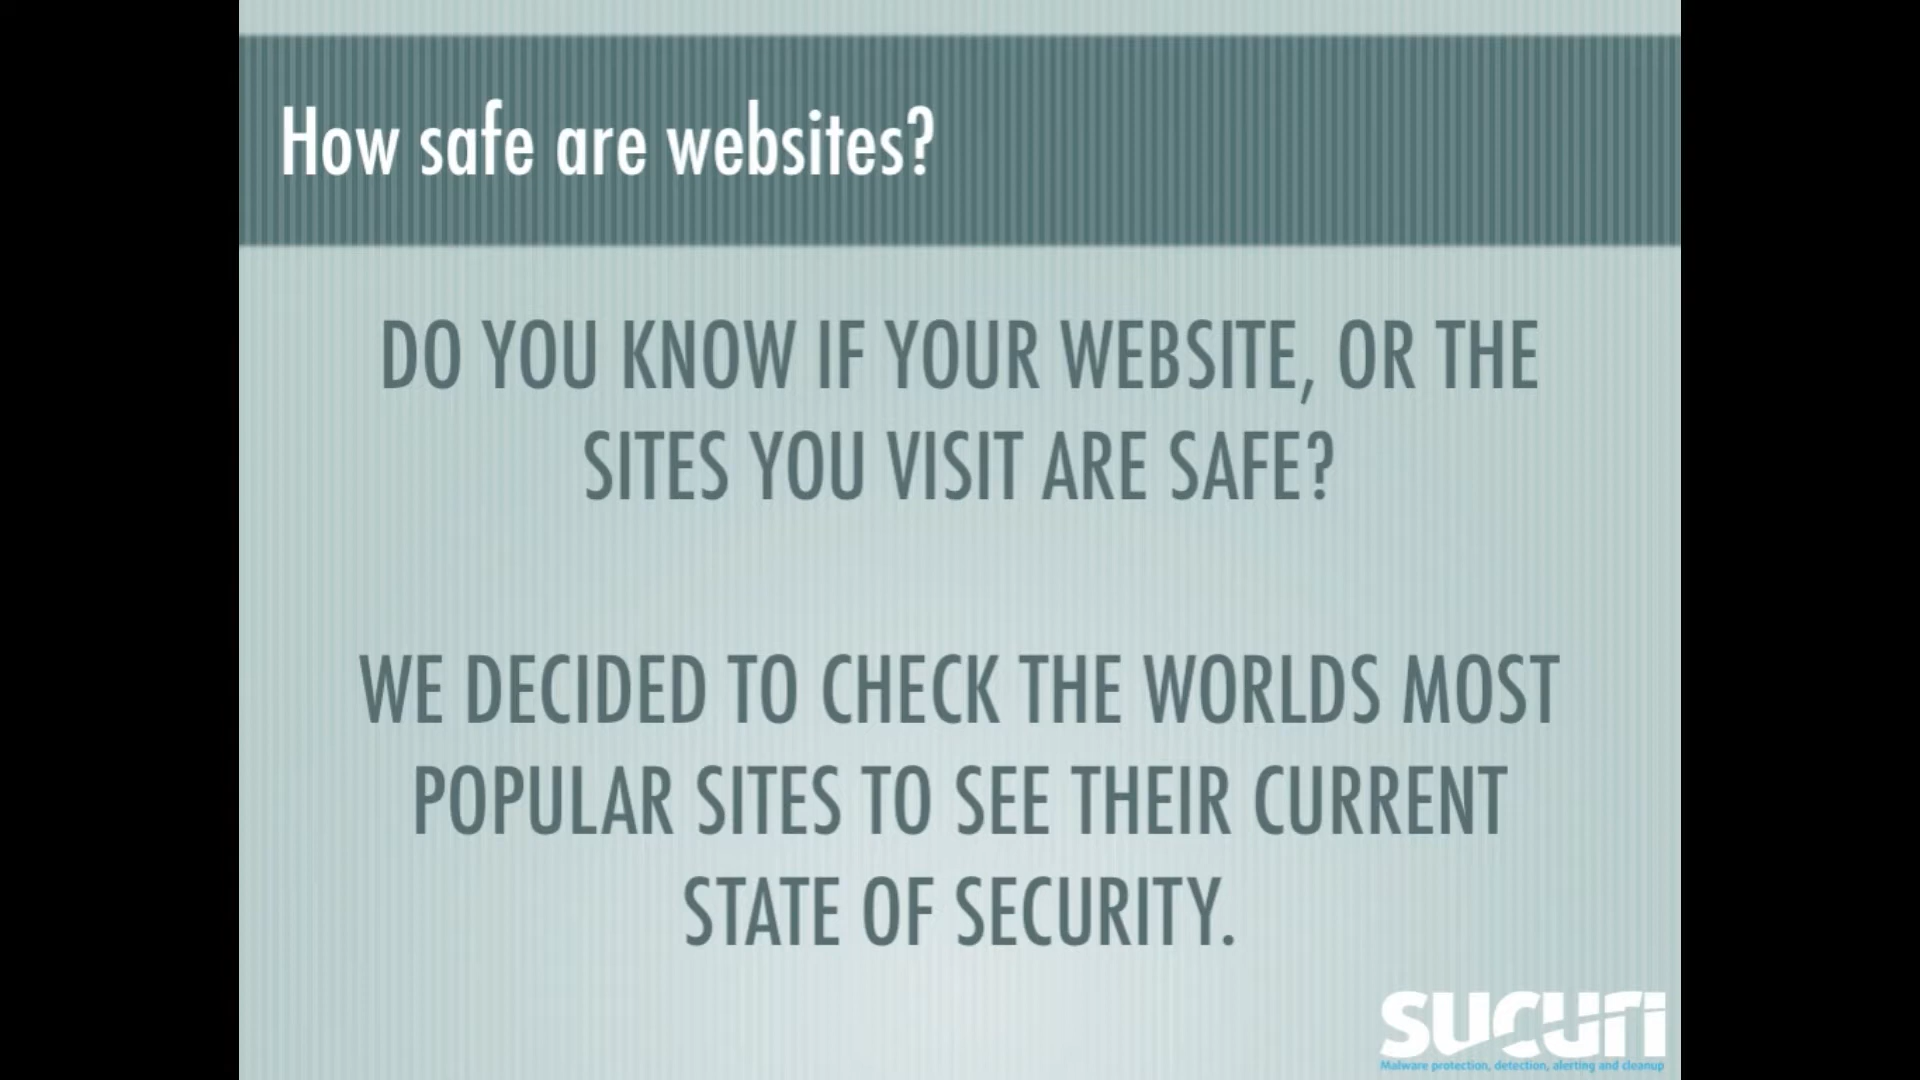 How safe are websites?
DO YOU KNOW IF YOUR WEBSITE, OR THE
SITES YOU VISIT ARE SAFE?
WE DECIDED TO CHECK THE WORLDS MOST
POPULAR SITES TO SEE THEIR CURRENT
STATE OF SECURITY.
sucuri
Malware protection, detection, alerting and cleanup